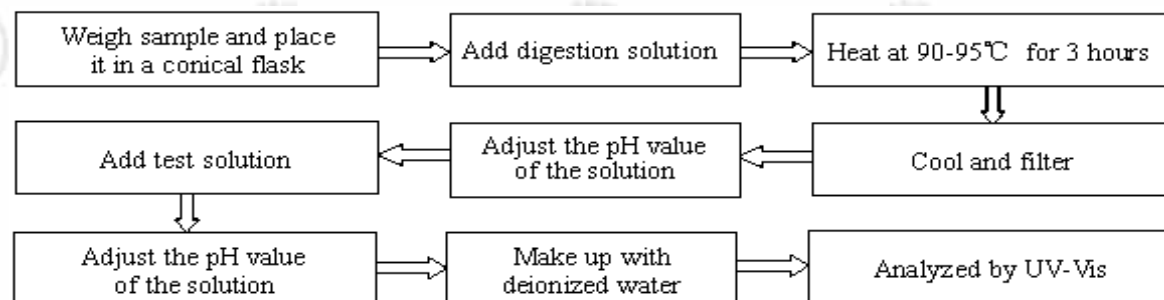 Weigh sample and place
it in a conical flask
Add digestion solution
Heat at 90-95℃ for 3 hours
Cool and filter
Adjust the pH value
of the solution
Add test solution
Adjust the pH value
of the solution
Make up with
deionized water
Analyzed by UV-Vis